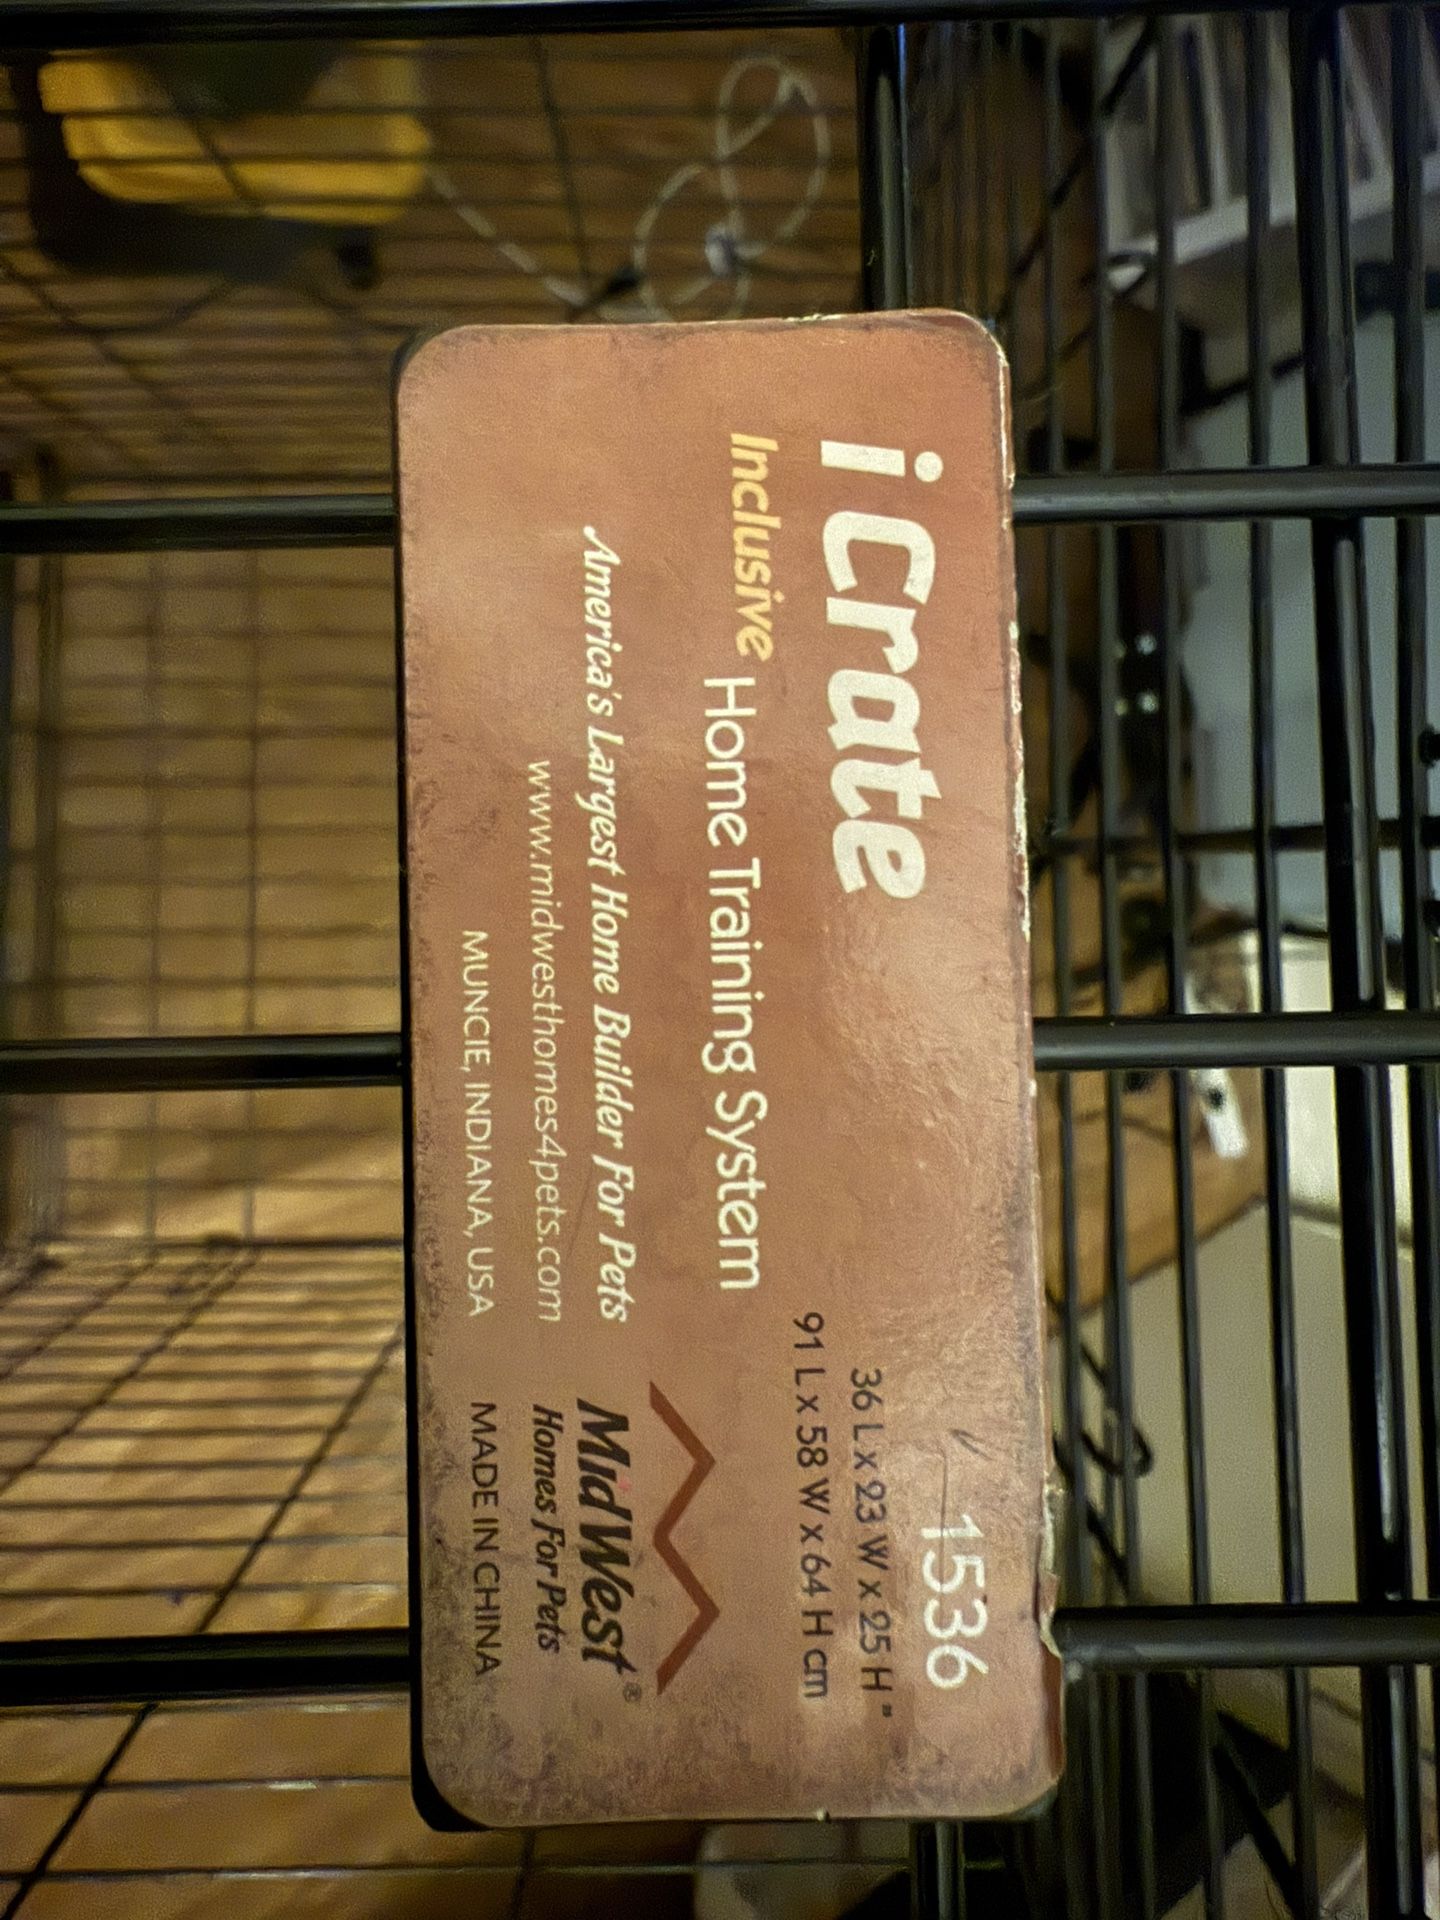 i Crate
1536
36 L x 23 W x 25 H "
91 L x 58 W x 64 H cm
Inclusive Home Training System
America's Largest Home Builder For Pets
www.midwesthomes4pets.com
MUNCIE, INDIANA, USA
MidWest®
Homes For Pets
MADE IN CHINA